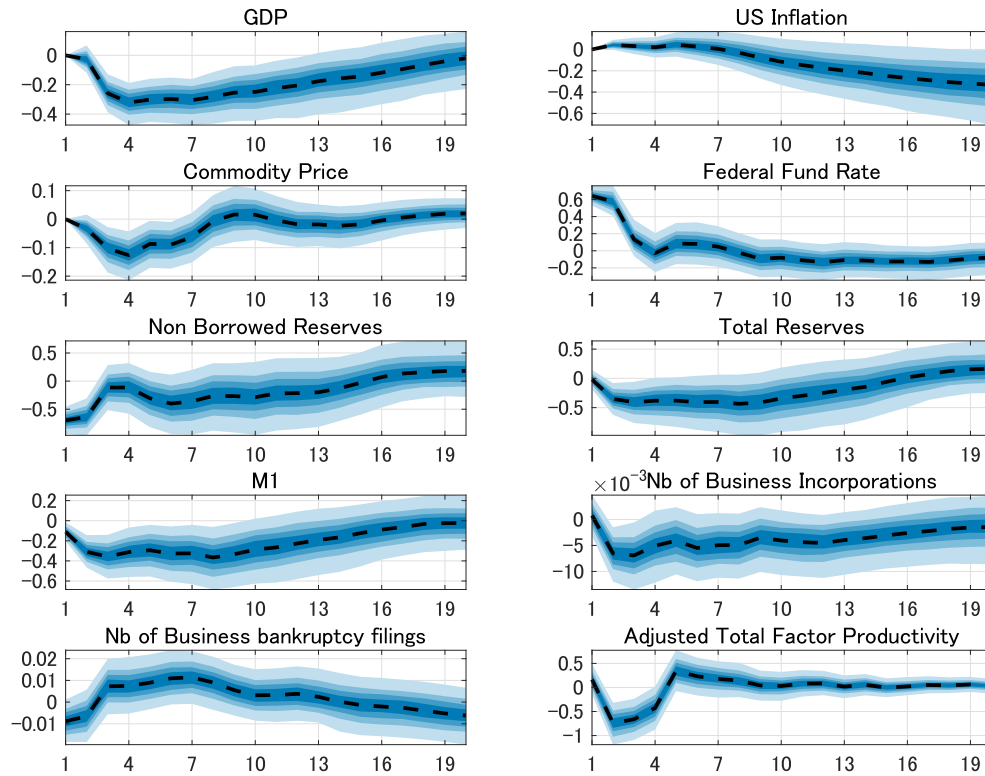 GDP
0
−0.2
−0.4
1 4 7 10 13 16 19
US Inflation
0
−0.2
−0.4
−0.6
1 4 7 10 13 16 19
Commodity Price
0.1
0
−0.1
−0.2
1 4 7 10 13 16 19
Federal Fund Rate
0.6
0.4
0.2
0
−0.2
1 4 7 10 13 16 19
Non Borrowed Reserves
0.5
0
−0.5
1 4 7 10 13 16 19
Total Reserves
0.5
0
−0.5
1 4 7 10 13 16 19
M1
0.2
0
−0.2
−0.4
−0.6
1 4 7 10 13 16 19
×10⁻³Nb of Business Incorporations
0
−5
−10
1 4 7 10 13 16 19
Nb of Business bankruptcy filings
0.02
0.01
0
−0.01
1 4 7 10 13 16 19
Adjusted Total Factor Productivity
0.5
0
−0.5
−1
1 4 7 10 13 16 19